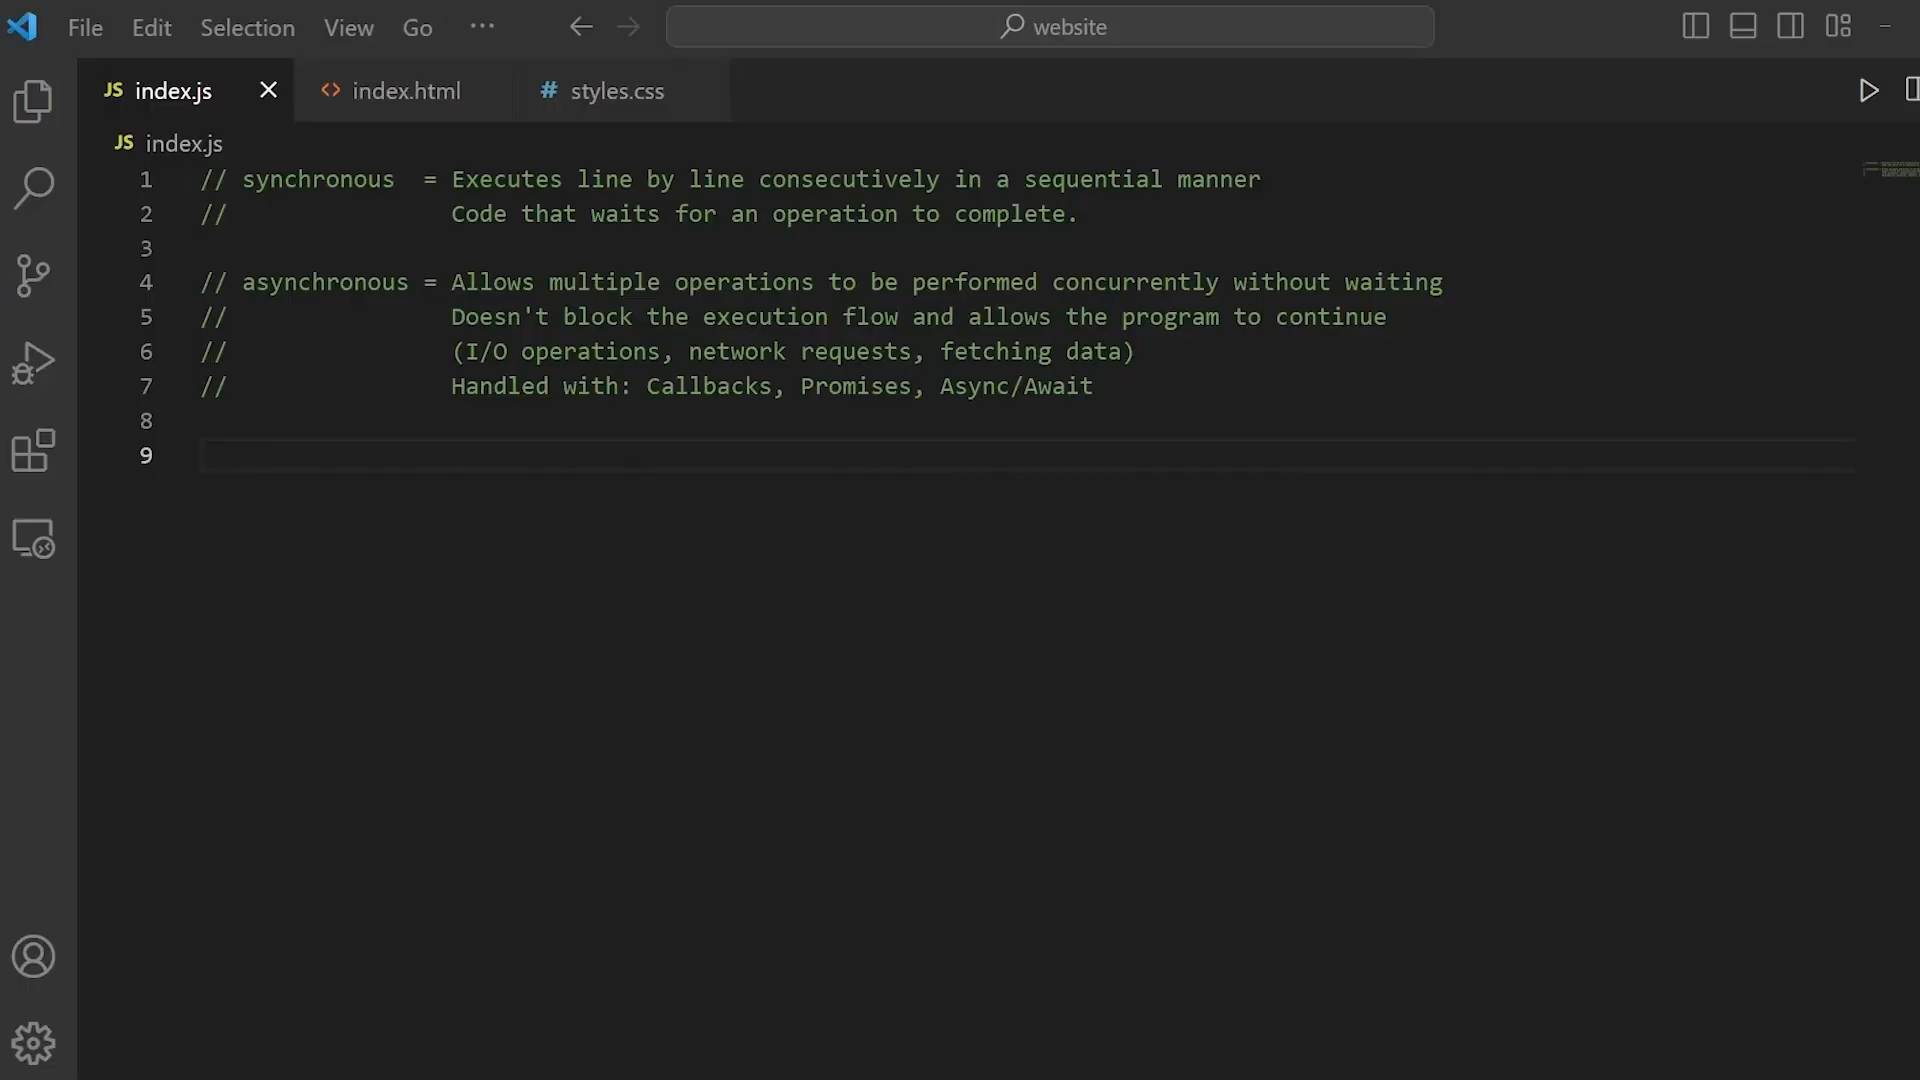 File Edit Selection View Go ··· website
JS index.js index.html # styles.css
JS index.js
1 // synchronous  = Executes line by line consecutively in a sequential manner
2 //                Code that waits for an operation to complete.
3
4 // asynchronous = Allows multiple operations to be performed concurrently without waiting
5 //                Doesn't block the execution flow and allows the program to continue
6 //                (I/O operations, network requests, fetching data)
7 //                Handled with: Callbacks, Promises, Async/Await
8
9